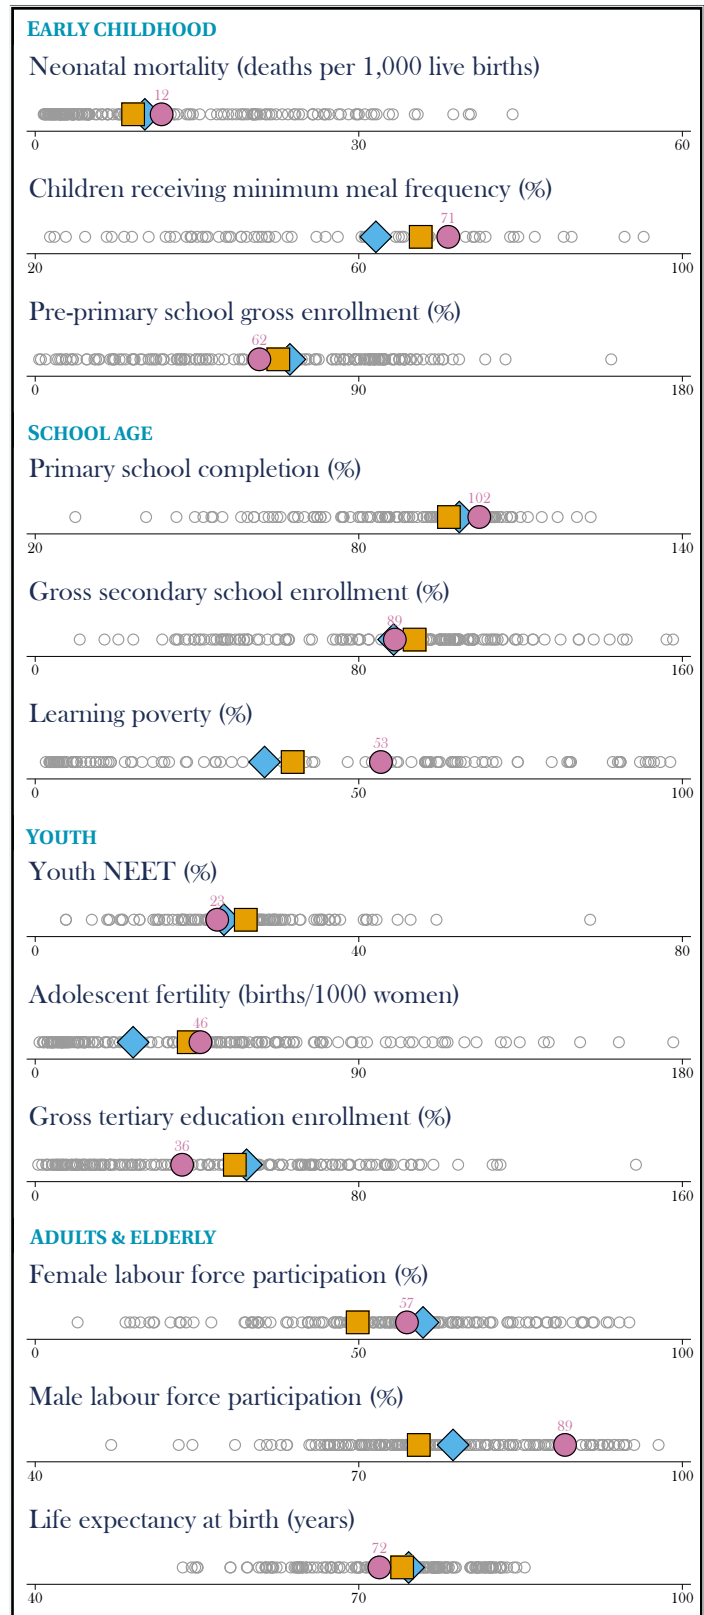 EARLY CHILDHOOD
Neonatal mortality (deaths per 1,000 live births)
12
0 30 60
Children receiving minimum meal frequency (%)
71
20 60 100
Pre-primary school gross enrollment (%)
62
0 90 180
SCHOOL AGE
Primary school completion (%)
102
20 80 140
Gross secondary school enrollment (%)
89
0 80 160
Learning poverty (%)
53
0 50 100
YOUTH
Youth NEET (%)
23
0 40 80
Adolescent fertility (births/1000 women)
46
0 90 180
Gross tertiary education enrollment (%)
36
0 80 160
ADULTS & ELDERLY
Female labour force participation (%)
57
0 50 100
Male labour force participation (%)
89
40 70 100
Life expectancy at birth (years)
72
40 70 100